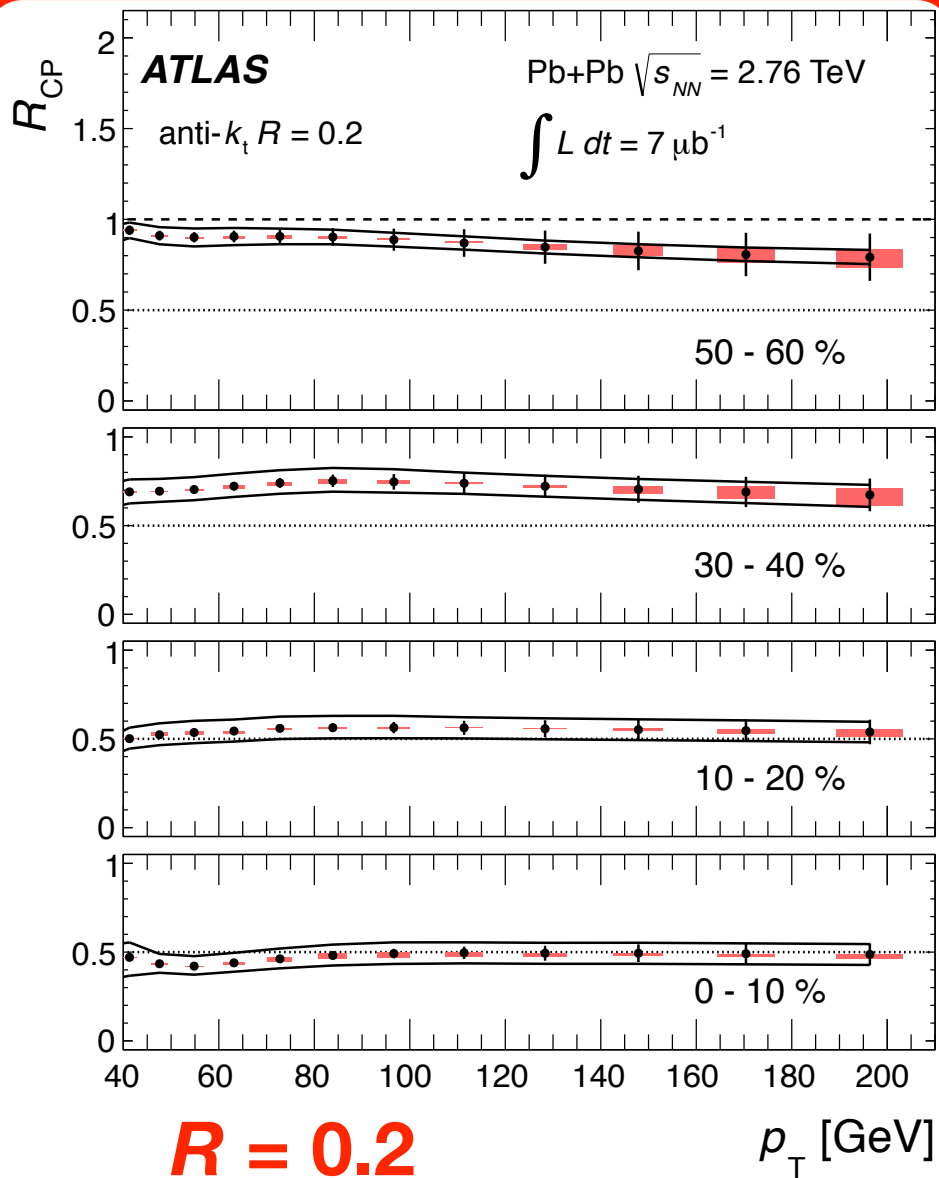 R_CP
2
1.5
1
0.5
0
ATLAS
anti-k_t R = 0.2
Pb+Pb √s_NN = 2.76 TeV
∫ L dt = 7 μb⁻¹
50 - 60 %
1
0.5
0
30 - 40 %
1
0.5
0
10 - 20 %
1
0.5
0
0 - 10 %
40 60 80 100 120 140 160 180 200
R = 0.2
p_T [GeV]